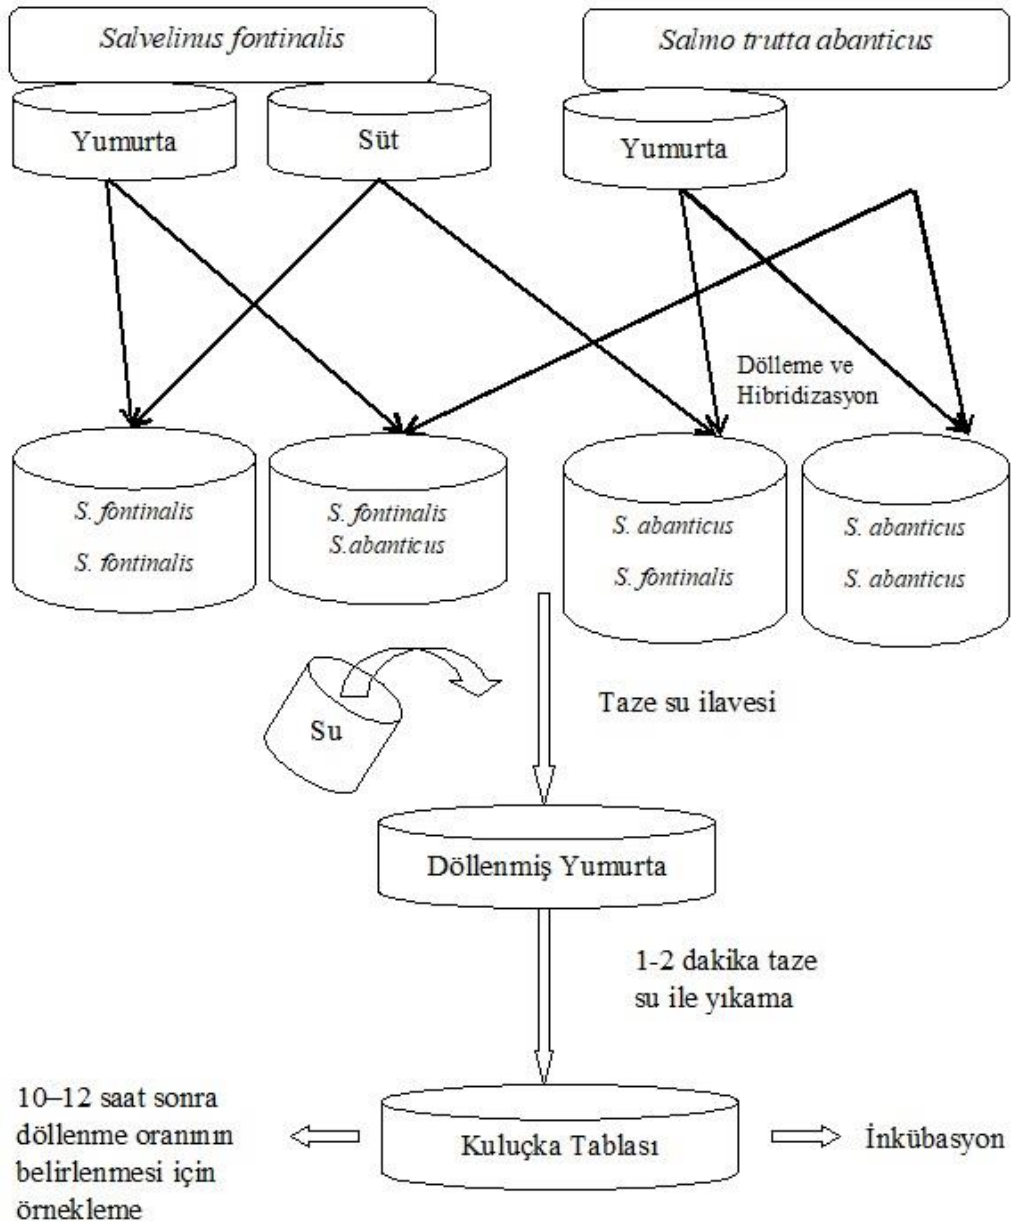 Salvelinus fontinalis
Salmo trutta abanticus
Yumurta
Süt
Yumurta
Dölleme ve
Hibridizasyon
S. fontinalis
S. fontinalis
S. fontinalis
S.abanticus
S. abanticus
S. fontinalis
S. abanticus
S. abanticus
Su
Taze su ilavesi
Döllenmiş Yumurta
1-2 dakika taze
su ile yıkama
10–12 saat sonra
döllenme oranının
belirlenmesi için
örnekleme
Kuluçka Tablası
İnkübasyon